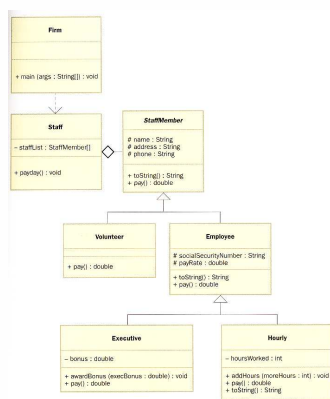 Firm
+ main (args : String[]) : void
Staff
– staffList : StaffMember[]
+ payday() : void
StaffMember
# name : String
# address : String
# phone : String
+ toString() : String
+ pay() : double
Volunteer
+ pay() : double
Employee
# socialSecurityNumber : String
# payRate : double
+ toString() : String
+ pay() : double
Executive
– bonus : double
+ awardBonus (execBonus : double) : void
+ pay() : double
Hourly
– hoursWorked : int
+ addHours (moreHours : int) : void
+ pay() : double
+ toString() : String